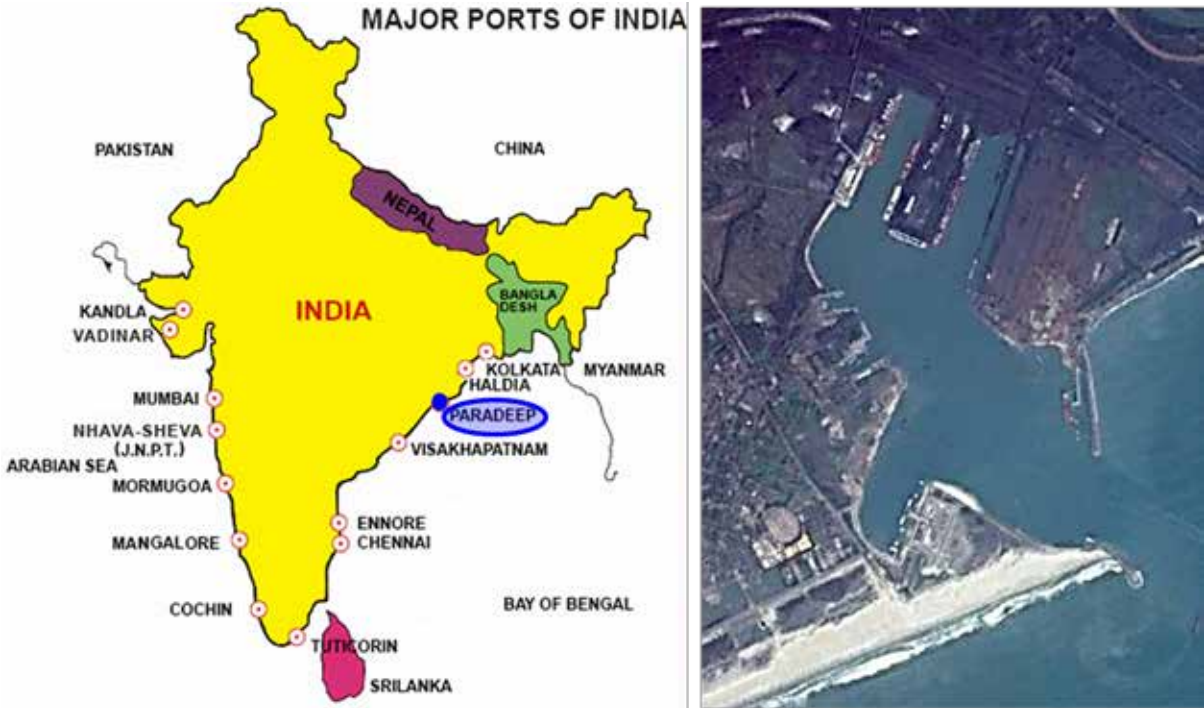 MAJOR PORTS OF INDIA
PAKISTAN
CHINA
NEPAL
INDIA
BANGLA
DESH
KANDLA
VADINAR
KOLKATA
MYANMAR
HALDIA
MUMBAI
PARADEEP
NHAVA-SHEVA
(J.N.P.T.)
VISAKHAPATNAM
ARABIAN SEA
MORMUGOA
ENNORE
CHENNAI
MANGALORE
COCHIN
BAY OF BENGAL
TUTICORIN
SRILANKA